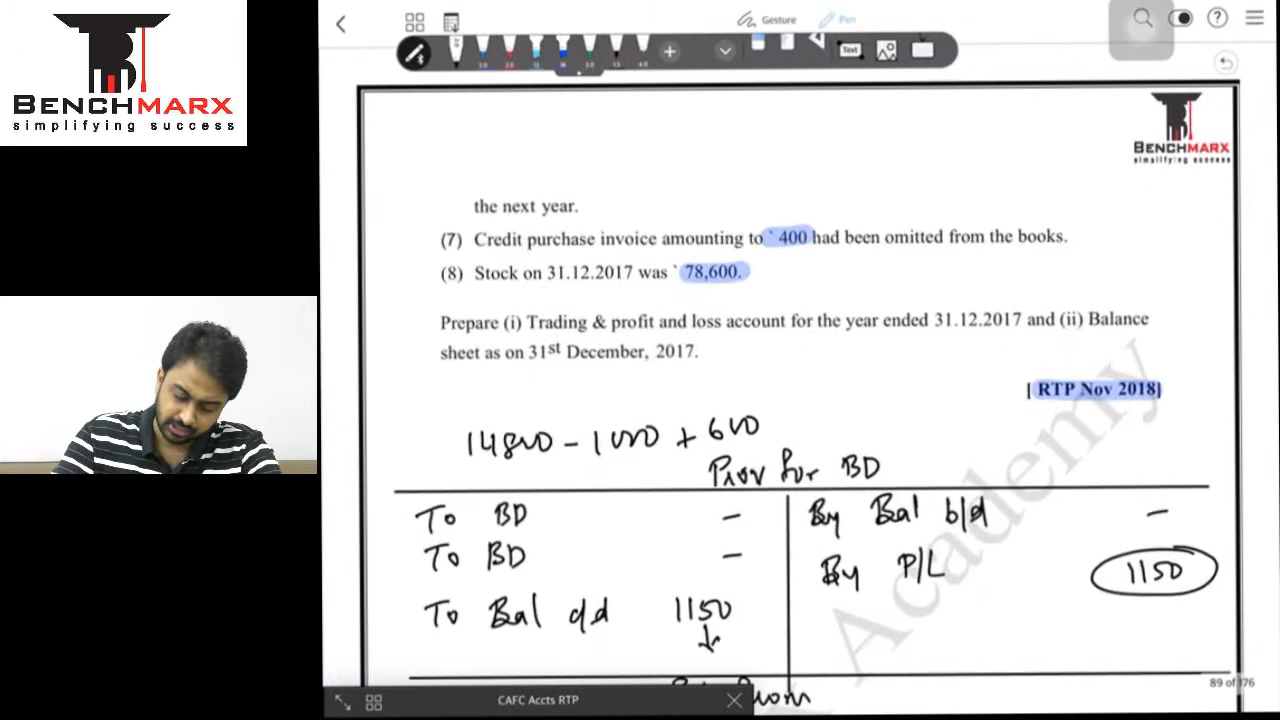 BENCHMARX
simplifying success
Gesture
Pen
Text
BENCHMARX
simplifying success
the next year.
(7) Credit purchase invoice amounting to ` 400 had been omitted from the books.
(8) Stock on 31.12.2017 was ` 78,600.
Prepare (i) Trading & profit and loss account for the year ended 31.12.2017 and (ii) Balance
sheet as on 31st December, 2017.
[ RTP Nov 2018]
14800 - 1000 + 600
Prov for BD
To BD -
By Bal b/d -
To BD -
By P/L 1150
To Bal c/d 1150
Academy
89 of 176
CAFC Accts RTP